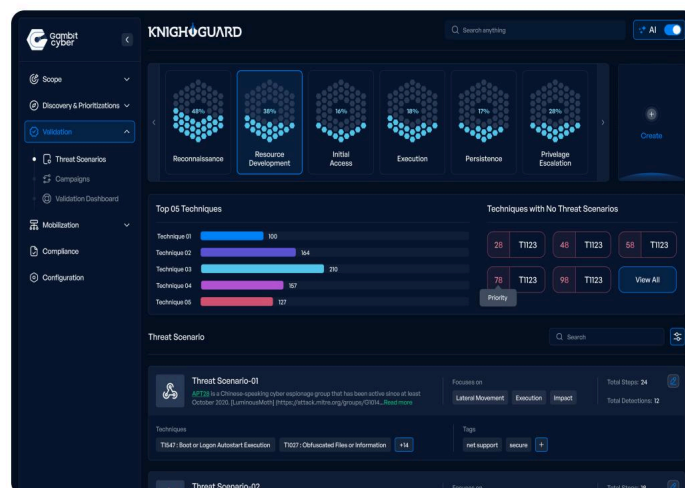 Gambit
cyber
KNIGHTGUARD
Search anything
AI
Scope
Discovery & Prioritizations
Validation
Threat Scenarios
Campaigns
Validation Dashboard
Mobilization
Compliance
Configuration
48%
Reconnaissance
38%
Resource
Development
16%
Initial
Access
18%
Execution
17%
Persistence
28%
Privelage
Escalation
Create
Top 05 Techniques
Technique 01 100
Technique 02 164
Technique 03 210
Technique 04 157
Technique 05 127
Techniques with No Threat Scenarios
28 T1123 48 T1123 58 T1123
78 T1123 98 T1123 View All
Priority
Threat Scenario
Search
Threat Scenario-01
APT28 is a Chinese-speaking cyber espionage group that has been active since at least
October 2020. [LuminousMoth] (https://attack.mitre.org/groups/G1014...Read more
Focuses on
Lateral Movement Execution Impact
Total Steps: 24
Total Detections: 12
Techniques
T1547 : Boot or Logon Autostart Execution T1027 : Obfuscated Files or Information +14
Tags
net support secure +
Threat Scenario-02
Focuses on
Total Steps: 18